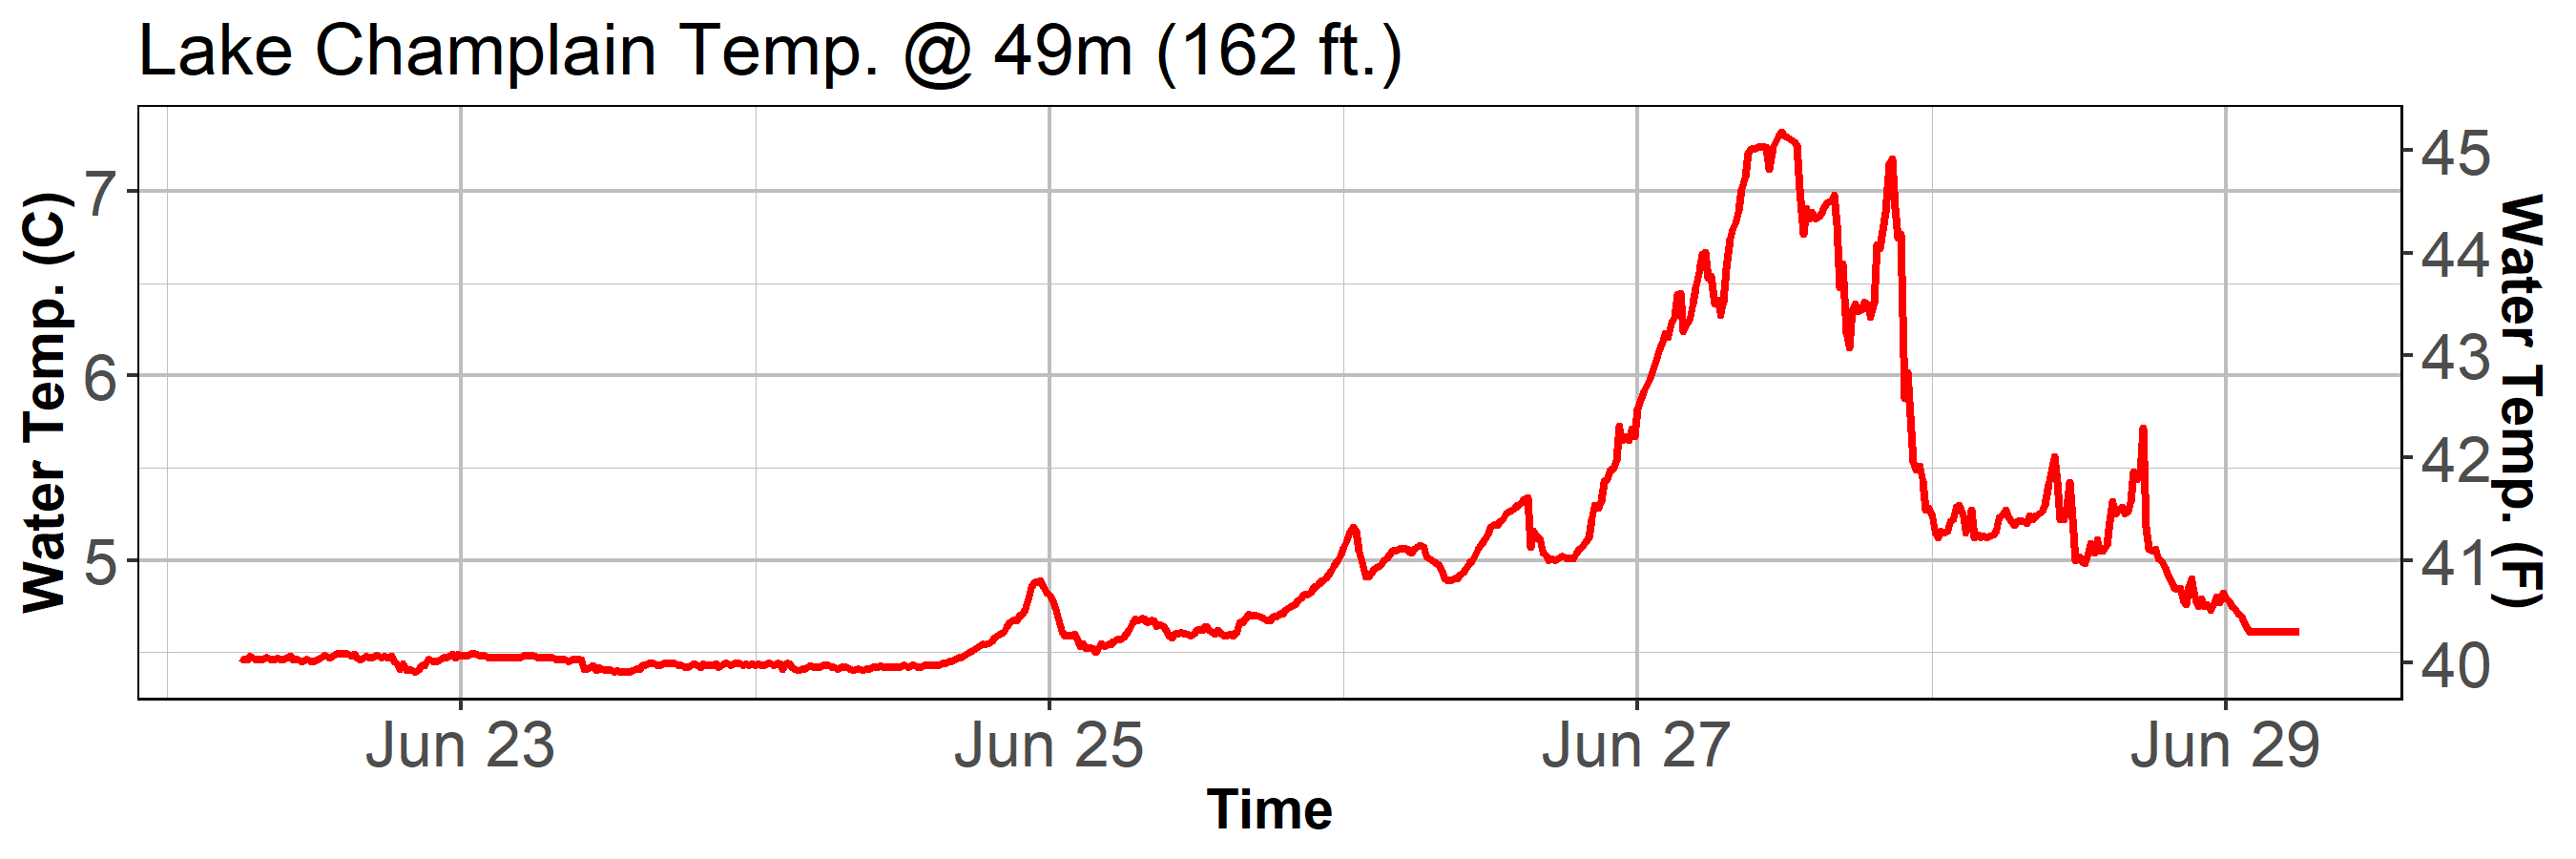 Lake Champlain Temp. @ 49m (162 ft.)
Water Temp. (C)
7
6
5
45
44
43
42
41
40
Water Temp. (F)
Jun 23
Jun 25
Jun 27
Jun 29
Time